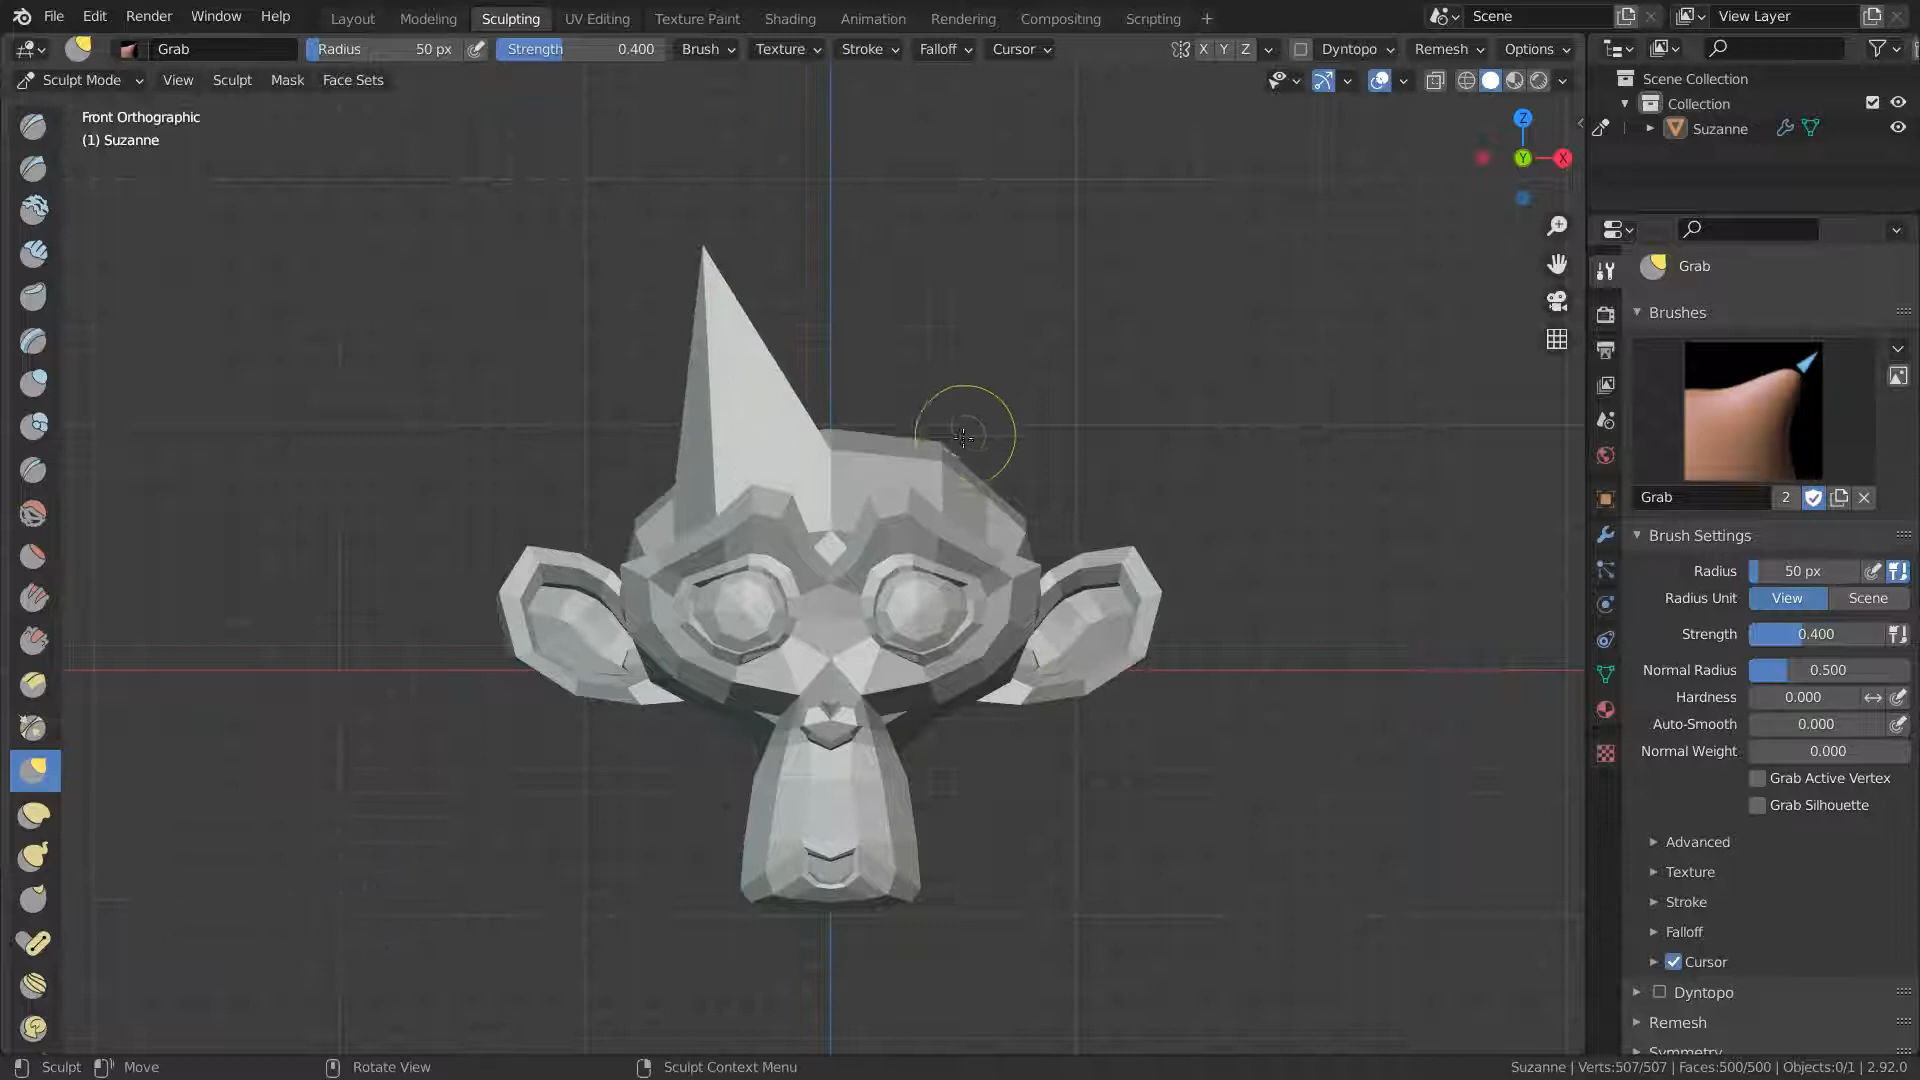 File Edit Render Window Help Layout Modeling Sculpting UV Editing Texture Paint Shading Animation Rendering Compositing Scripting + Scene View Layer
Grab Radius 50 px Strength 0.400 Brush Texture Stroke Falloff Cursor X Y Z Dyntopo Remesh Options
Sculpt Mode View Sculpt Mask Face Sets
Scene Collection
Collection
Suzanne
Front Orthographic
(1) Suzanne
Z
Y
X
Grab
Brushes
Grab 2
Brush Settings
Radius 50 px
Radius Unit View Scene
Strength 0.400
Normal Radius 0.500
Hardness 0.000
Auto-Smooth 0.000
Normal Weight 0.000
Grab Active Vertex
Grab Silhouette
Advanced
Texture
Stroke
Falloff
Cursor
Dyntopo
Remesh
Symmetry
Sculpt Move Rotate View Sculpt Context Menu Suzanne | Verts:507/507 | Faces:500/500 | Objects:0/1 | 2.92.0